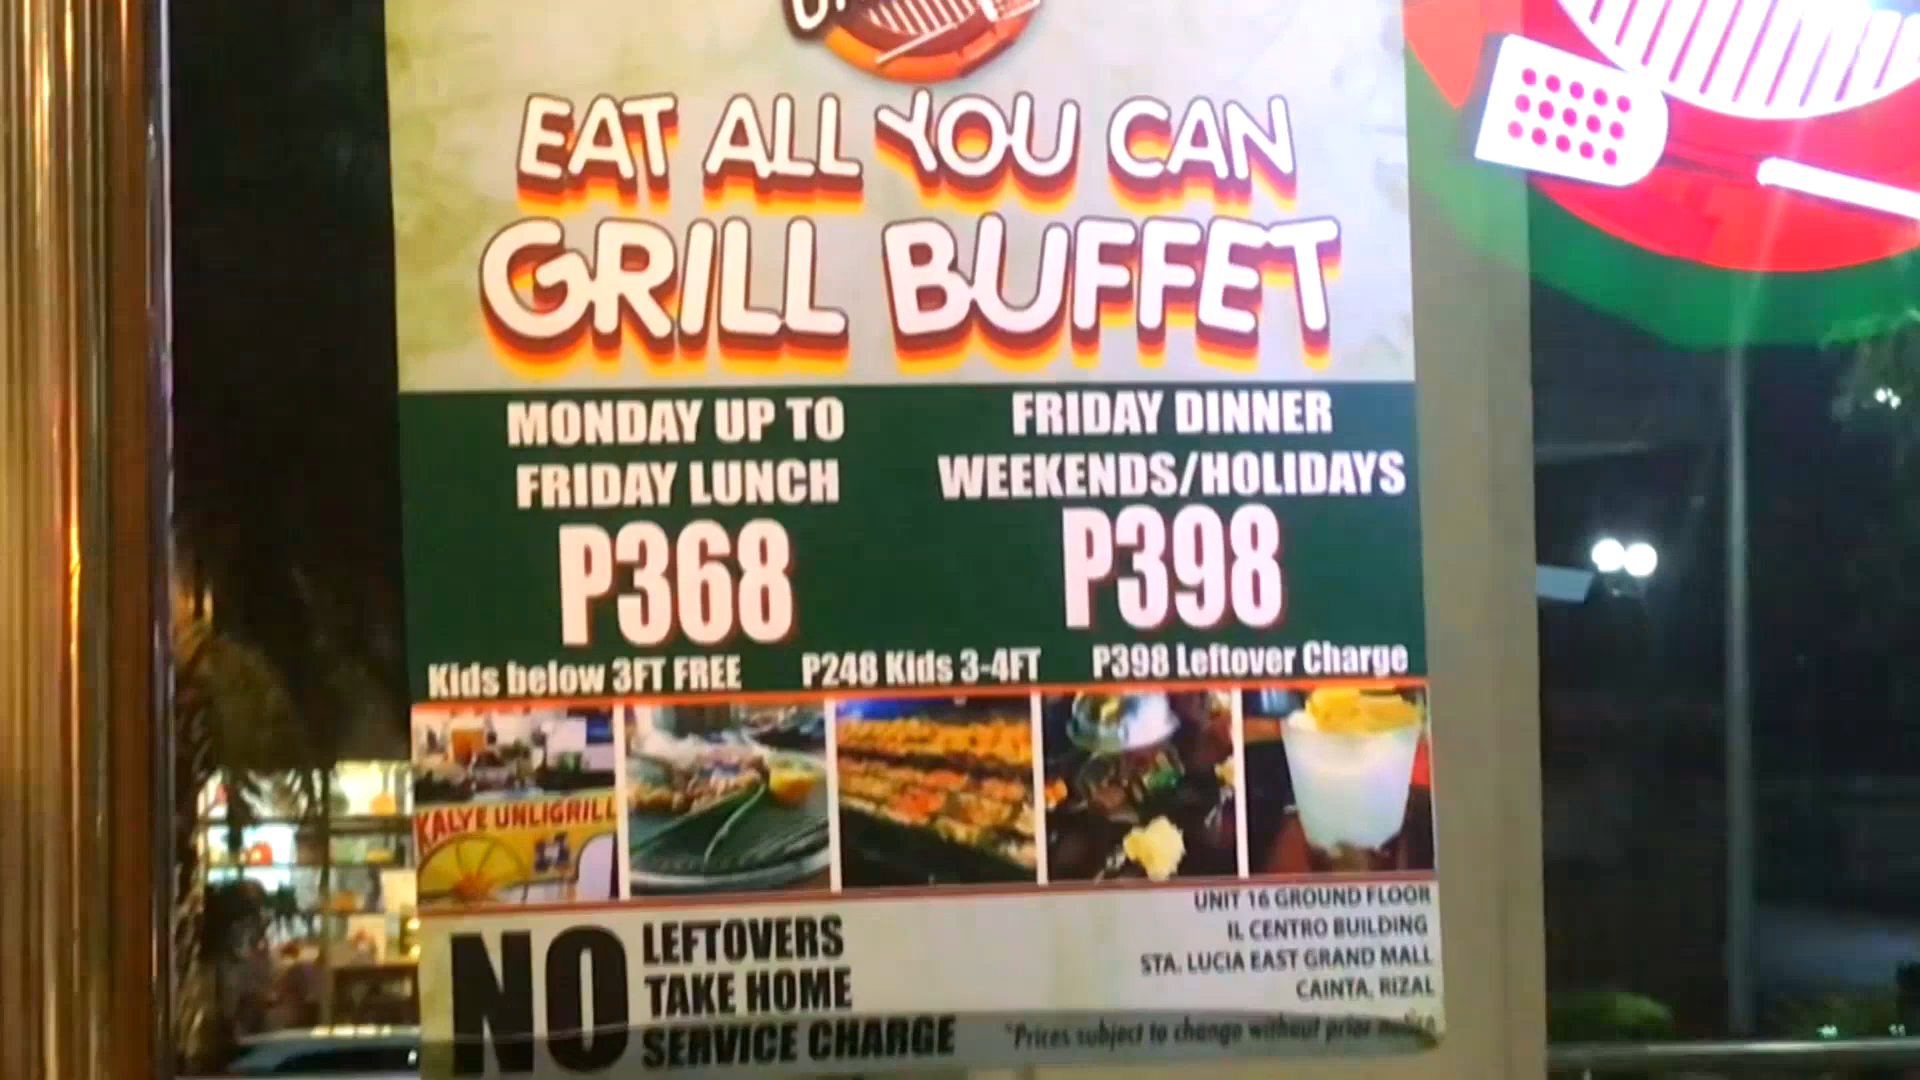 EAT ALL YOU CAN
GRILL BUFFET
MONDAY UP TO
FRIDAY LUNCH
P368
FRIDAY DINNER
WEEKENDS/HOLIDAYS
P398
Kids below 3FT FREE
P248 Kids 3-4FT
P398 Leftover Charge
KALYE UNLIGRILL
NO
LEFTOVERS
TAKE HOME
SERVICE CHARGE
UNIT 16 GROUND FLOOR
IL CENTRO BUILDING
STA. LUCIA EAST GRAND MALL
CAINTA, RIZAL
*Prices subject to change without prior notice